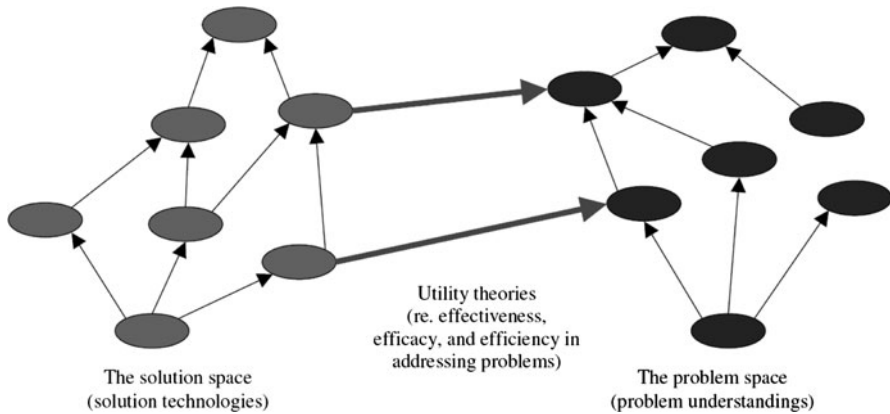 Utility theories
(re. effectiveness,
efficacy, and efficiency in
addressing problems)
The solution space
(solution technologies)
The problem space
(problem understandings)